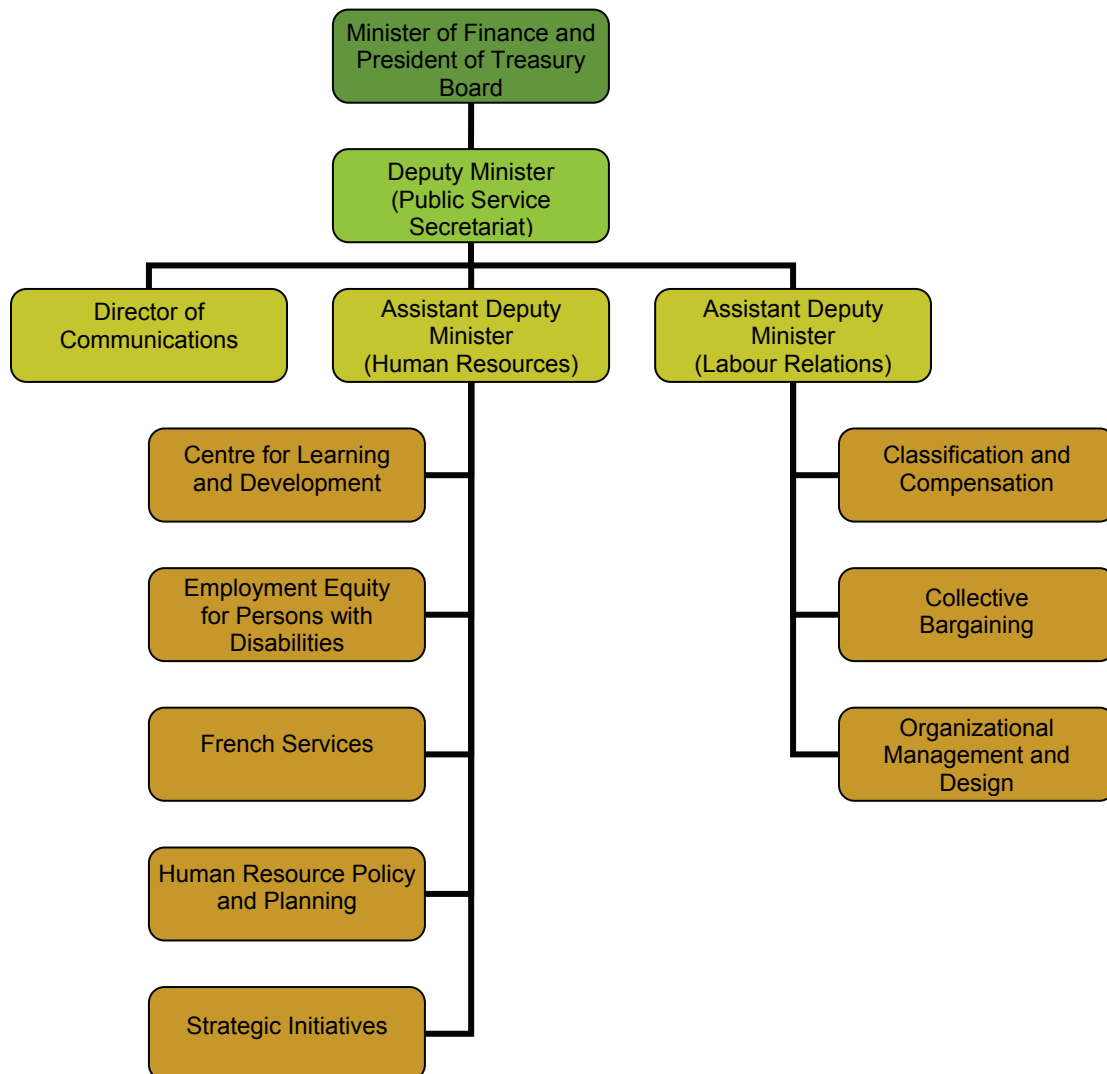 Minister of Finance and
President of Treasury
Board
Deputy Minister
(Public Service
Secretariat)
Director of
Communications
Assistant Deputy
Minister
(Human Resources)
Assistant Deputy
Minister
(Labour Relations)
Centre for Learning
and Development
Classification and
Compensation
Employment Equity
for Persons with
Disabilities
Collective
Bargaining
French Services
Organizational
Management and
Design
Human Resource Policy
and Planning
Strategic Initiatives